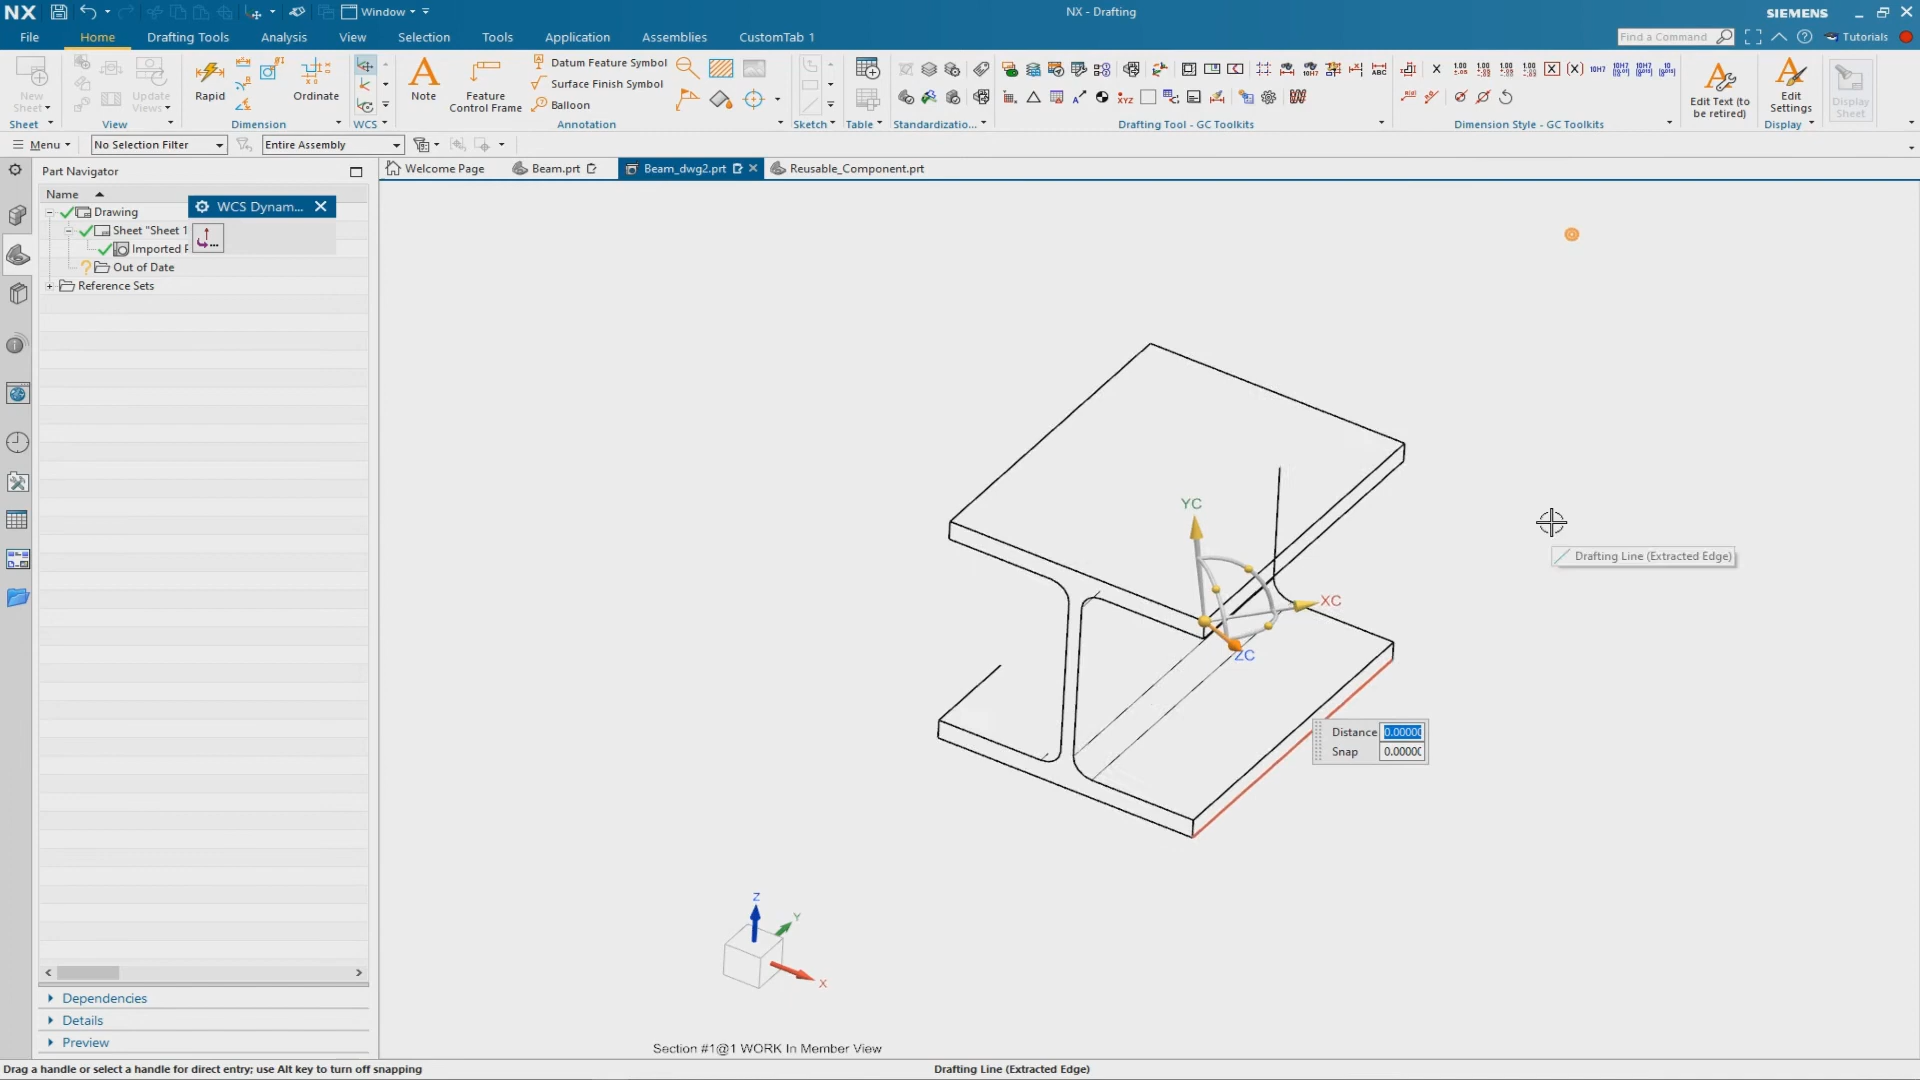 NX
Window
NX - Drafting
SIEMENS
File
Home
Drafting Tools
Analysis
View
Selection
Tools
Application
Assemblies
CustomTab 1
Find a Command
Tutorials
New
Sheet
Update
Views
Rapid
Ordinate
Note
Feature
Control Frame
Datum Feature Symbol
Surface Finish Symbol
Balloon
Edit Text (to
be retired)
Edit
Settings
Display
Sheet
Sheet
View
Dimension
WCS
Annotation
Sketch
Table
Standardizatio...
Drafting Tool - GC Toolkits
Dimension Style - GC Toolkits
Display
Menu
No Selection Filter
Entire Assembly
Part Navigator
Welcome Page
Beam.prt
Beam_dwg2.prt
Reusable_Component.prt
Name
WCS Dynam...
Drawing
Sheet "Sheet 1
Imported
Out of Date
Reference Sets
YC
XC
ZC
Drafting Line (Extracted Edge)
Distance
0.0000
Snap
0.0000
Z
Y
X
Dependencies
Details
Preview
Section #1@1 WORK In Member View
Drag a handle or select a handle for direct entry; use Alt key to turn off snapping
Drafting Line (Extracted Edge)